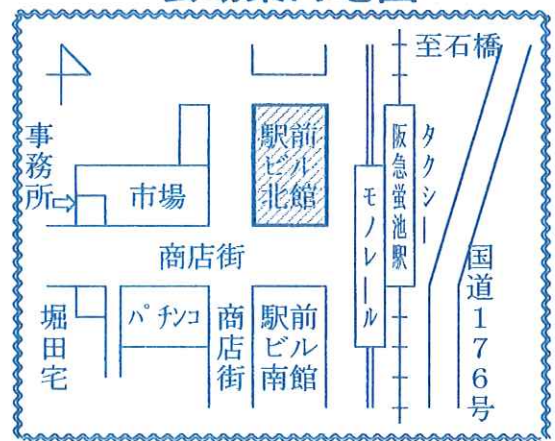 至石橋
事務所
市場
駅前ビル北館
モノレール
阪急蛍池駅
タクシー
国道176号
商店街
堀田宅
パチンコ
商店街
駅前ビル南館